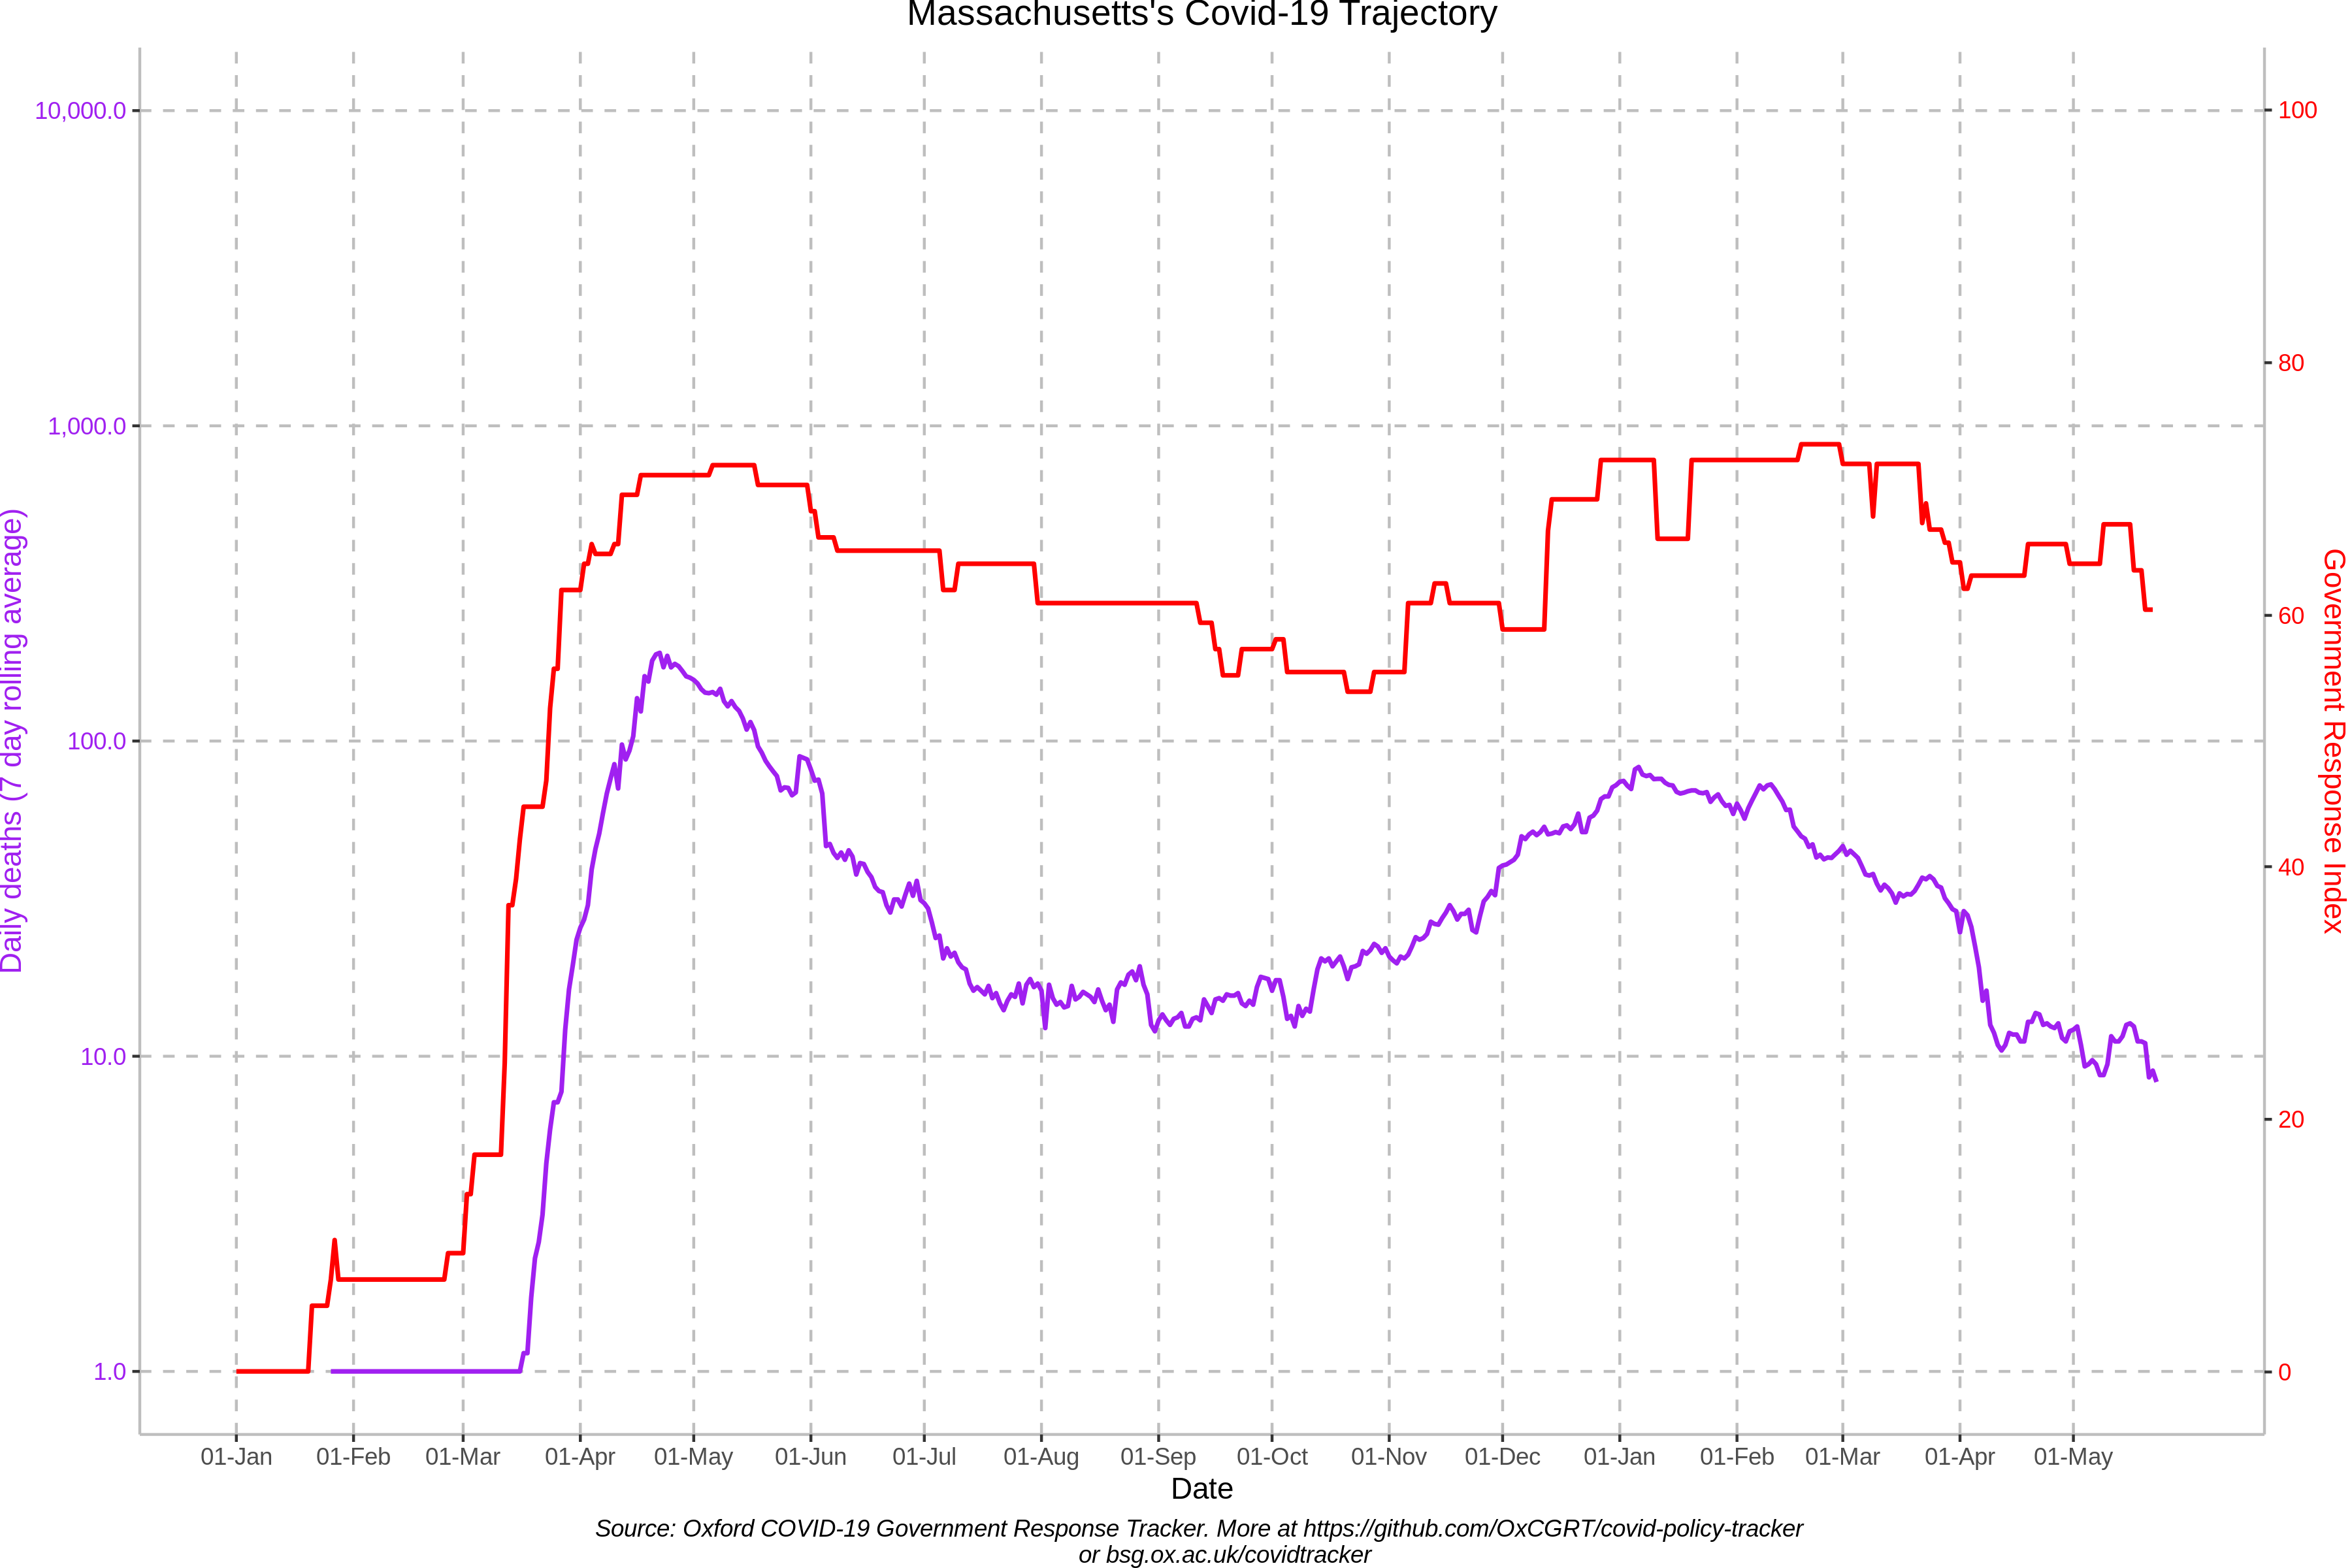 Massachusetts's Covid-19 Trajectory
10,000.0
1,000.0
100.0
10.0
1.0
Daily deaths (7 day rolling average)
100
80
60
40
20
0
Government Response Index
01-Jan 01-Feb 01-Mar 01-Apr 01-May 01-Jun 01-Jul 01-Aug 01-Sep 01-Oct 01-Nov 01-Dec 01-Jan 01-Feb 01-Mar 01-Apr 01-May
Date
Source: Oxford COVID-19 Government Response Tracker. More at https://github.com/OxCGRT/covid-policy-tracker
or bsg.ox.ac.uk/covidtracker